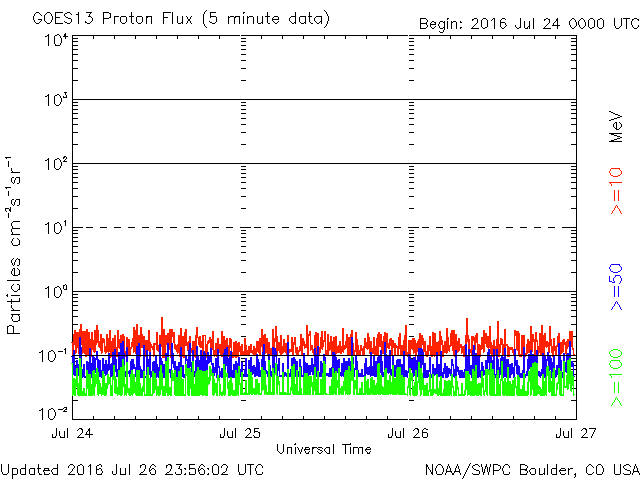 GOES13 Proton Flux (5 minute data)
Begin: 2016 Jul 24 0000 UTC
10⁴
10³
10²
10¹
10⁰
10⁻¹
10⁻²
Particles cm⁻²s⁻¹sr⁻¹
MeV
>=10
>=50
>=100
Jul 24
Jul 25
Jul 26
Jul 27
Universal Time
Updated 2016 Jul 26 23:56:02 UTC
NOAA/SWPC Boulder, CO USA